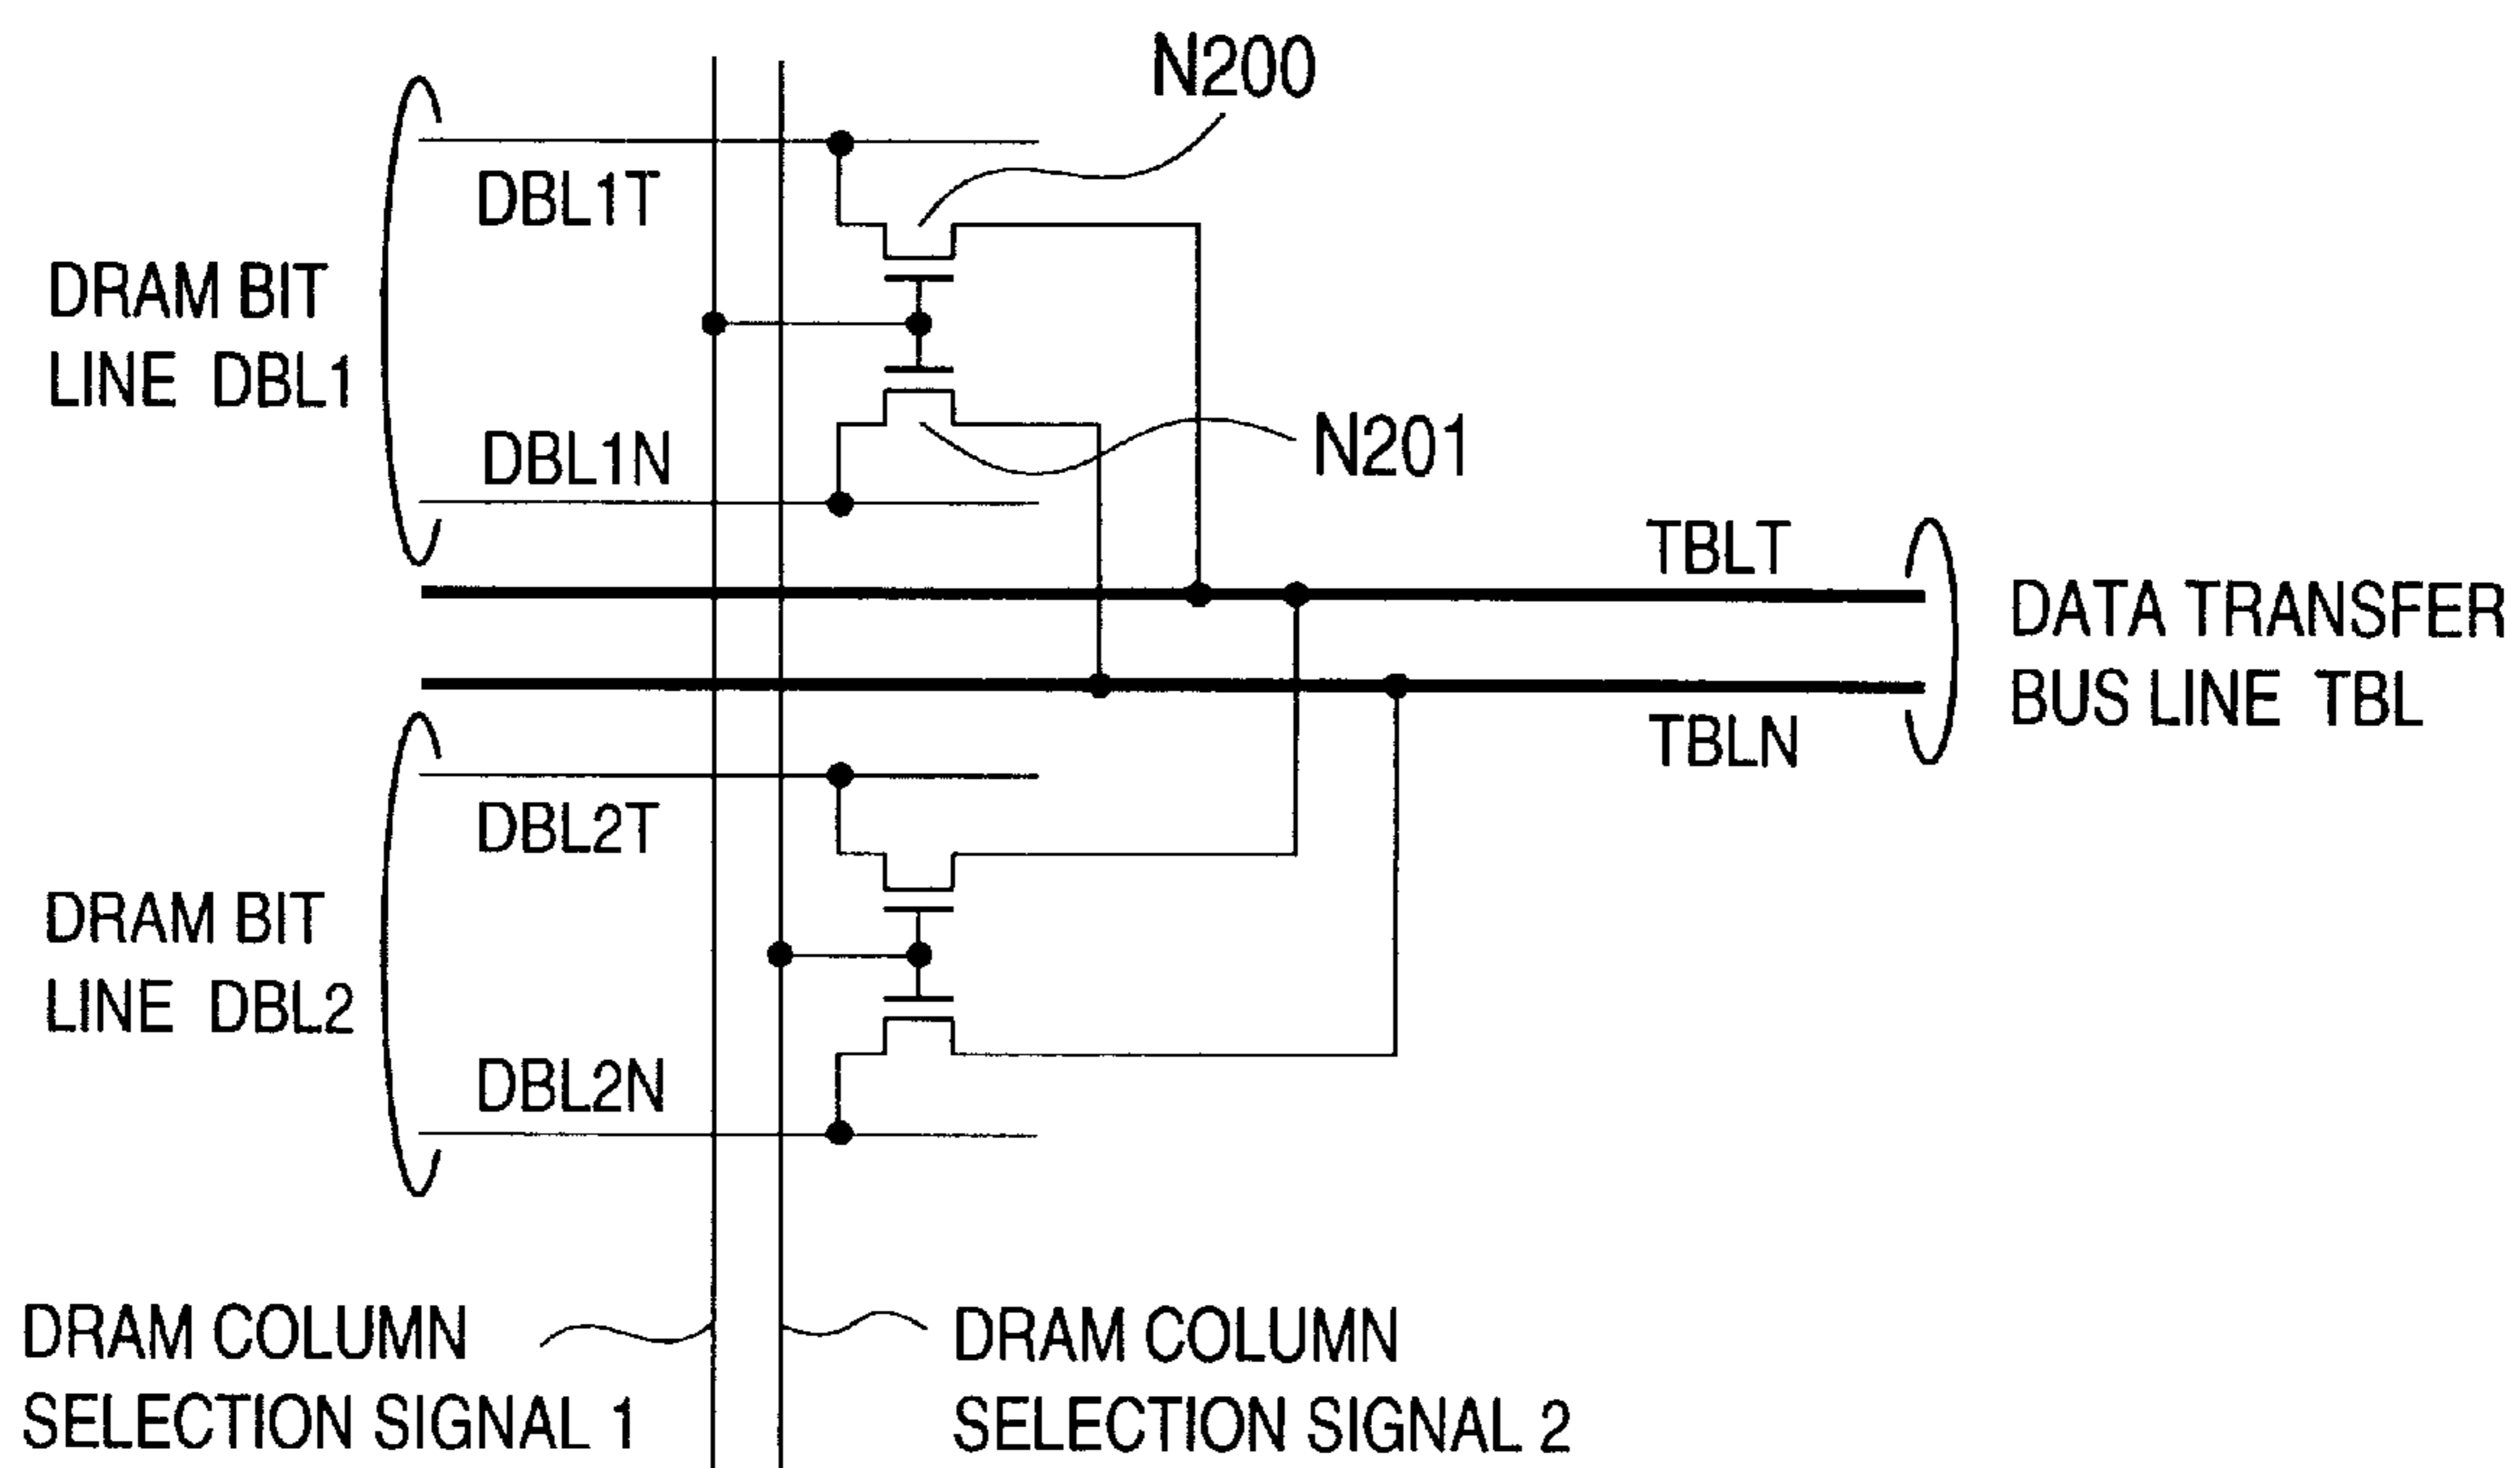 N200
DBL1T
DRAM BIT
LINE DBL1
DBL1N
N201
TBLT
DATA TRANSFER
BUS LINE TBL
TBLN
DBL2T
DRAM BIT
LINE DBL2
DBL2N
DRAM COLUMN
SELECTION SIGNAL 1
DRAM COLUMN
SELECTION SIGNAL 2